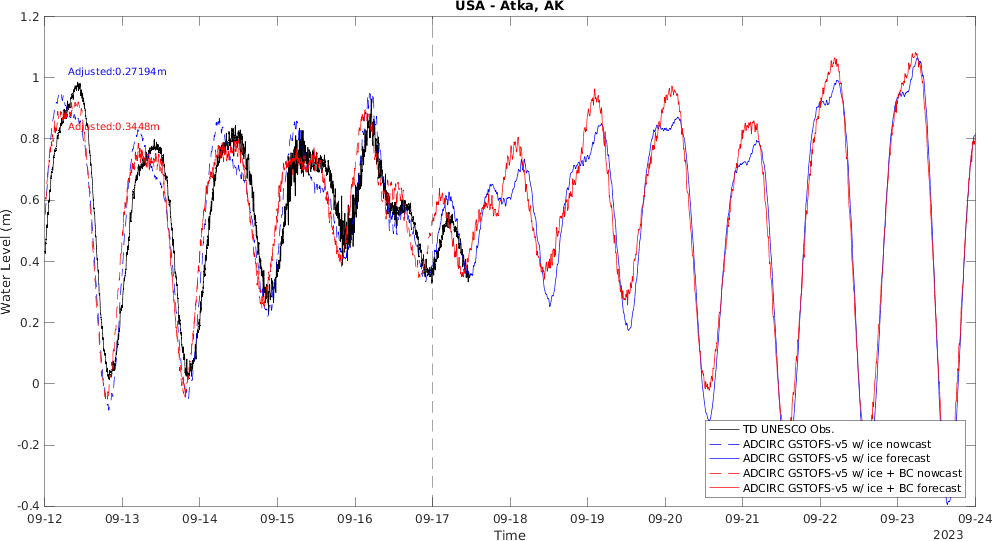 USA - Atka, AK
1.2
1
0.8
0.6
0.4
0.2
0
-0.2
-0.4
Water Level (m)
Adjusted:0.27194m
Adjusted:0.3448m
TD UNESCO Obs.
ADCIRC GSTOFS-v5 w/ ice nowcast
ADCIRC GSTOFS-v5 w/ ice forecast
ADCIRC GSTOFS-v5 w/ ice + BC nowcast
ADCIRC GSTOFS-v5 w/ ice + BC forecast
09-12 09-13 09-14 09-15 09-16 09-17 09-18 09-19 09-20 09-21 09-22 09-23 09-24
Time
2023